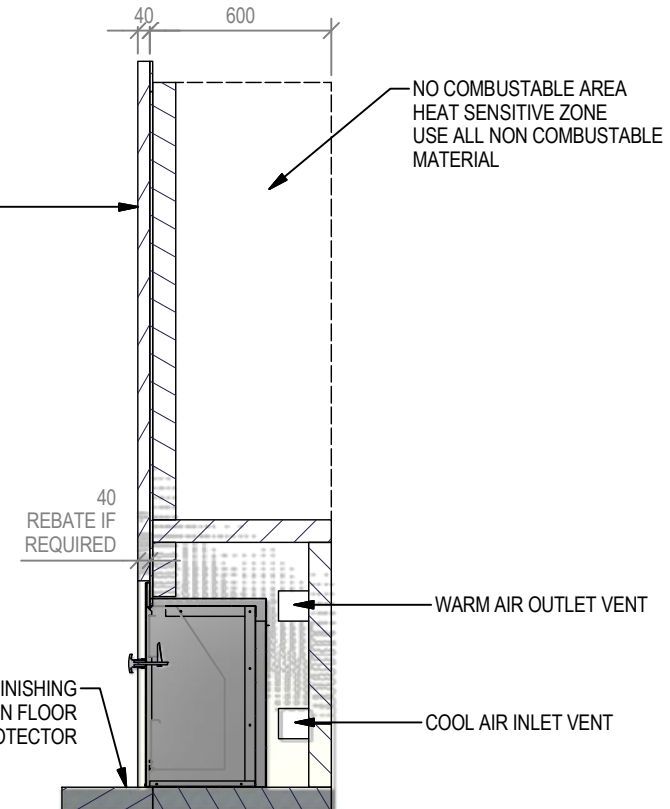 40
600
NO COMBUSTABLE AREA
HEAT SENSITIVE ZONE
USE ALL NON COMBUSTABLE
MATERIAL
40
REBATE IF
REQUIRED
WARM AIR OUTLET VENT
INISHING
N FLOOR
OTECTOR
COOL AIR INLET VENT